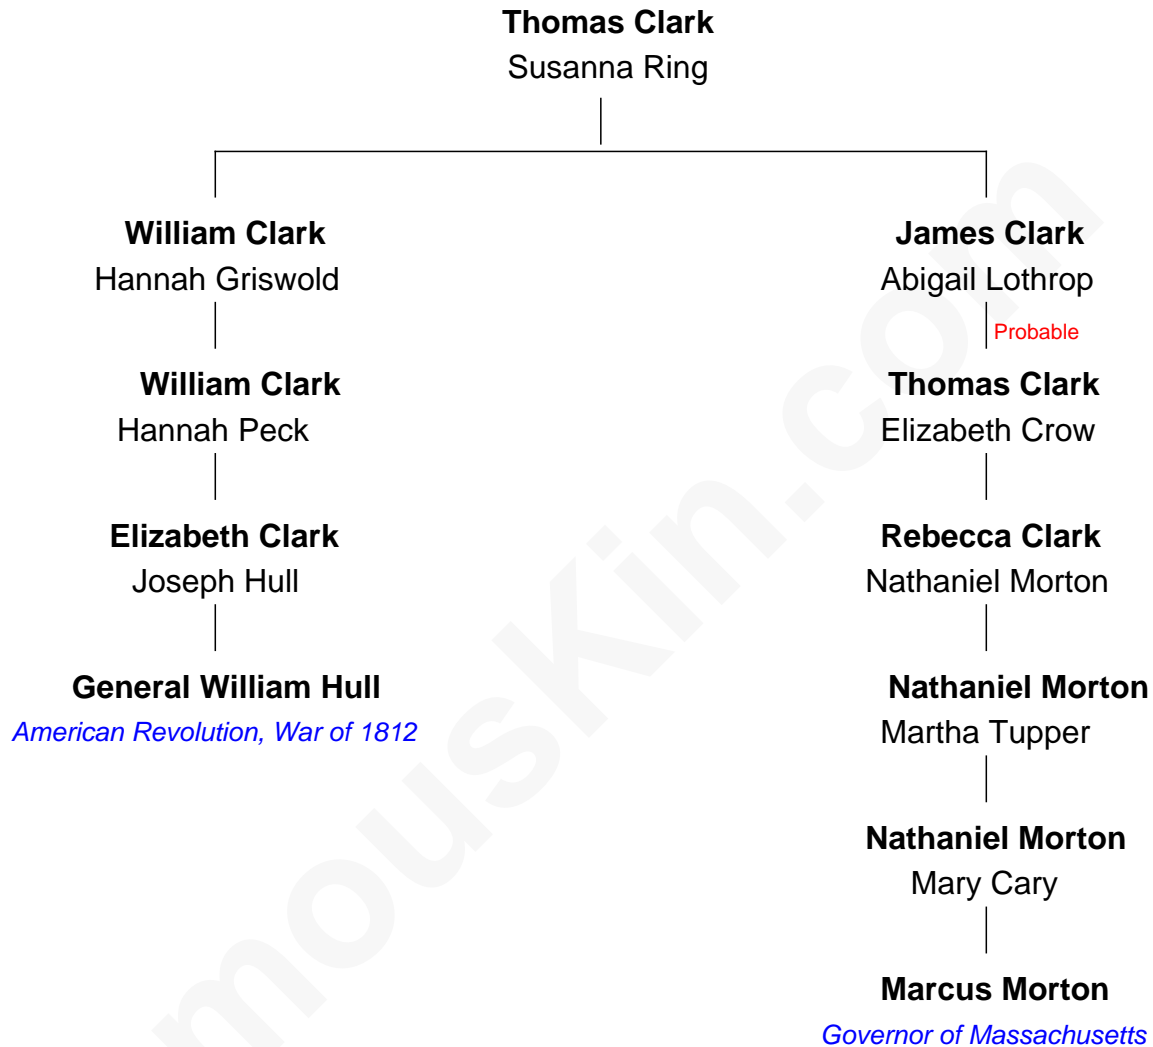 Thomas Clark
Susanna Ring
William Clark
Hannah Griswold
William Clark
Hannah Peck
Elizabeth Clark
Joseph Hull
General William Hull
American Revolution, War of 1812
James Clark
Abigail Lothrop
Probable
Thomas Clark
Elizabeth Crow
Rebecca Clark
Nathaniel Morton
Nathaniel Morton
Martha Tupper
Nathaniel Morton
Mary Cary
Marcus Morton
Governor of Massachusetts
mousKin.com